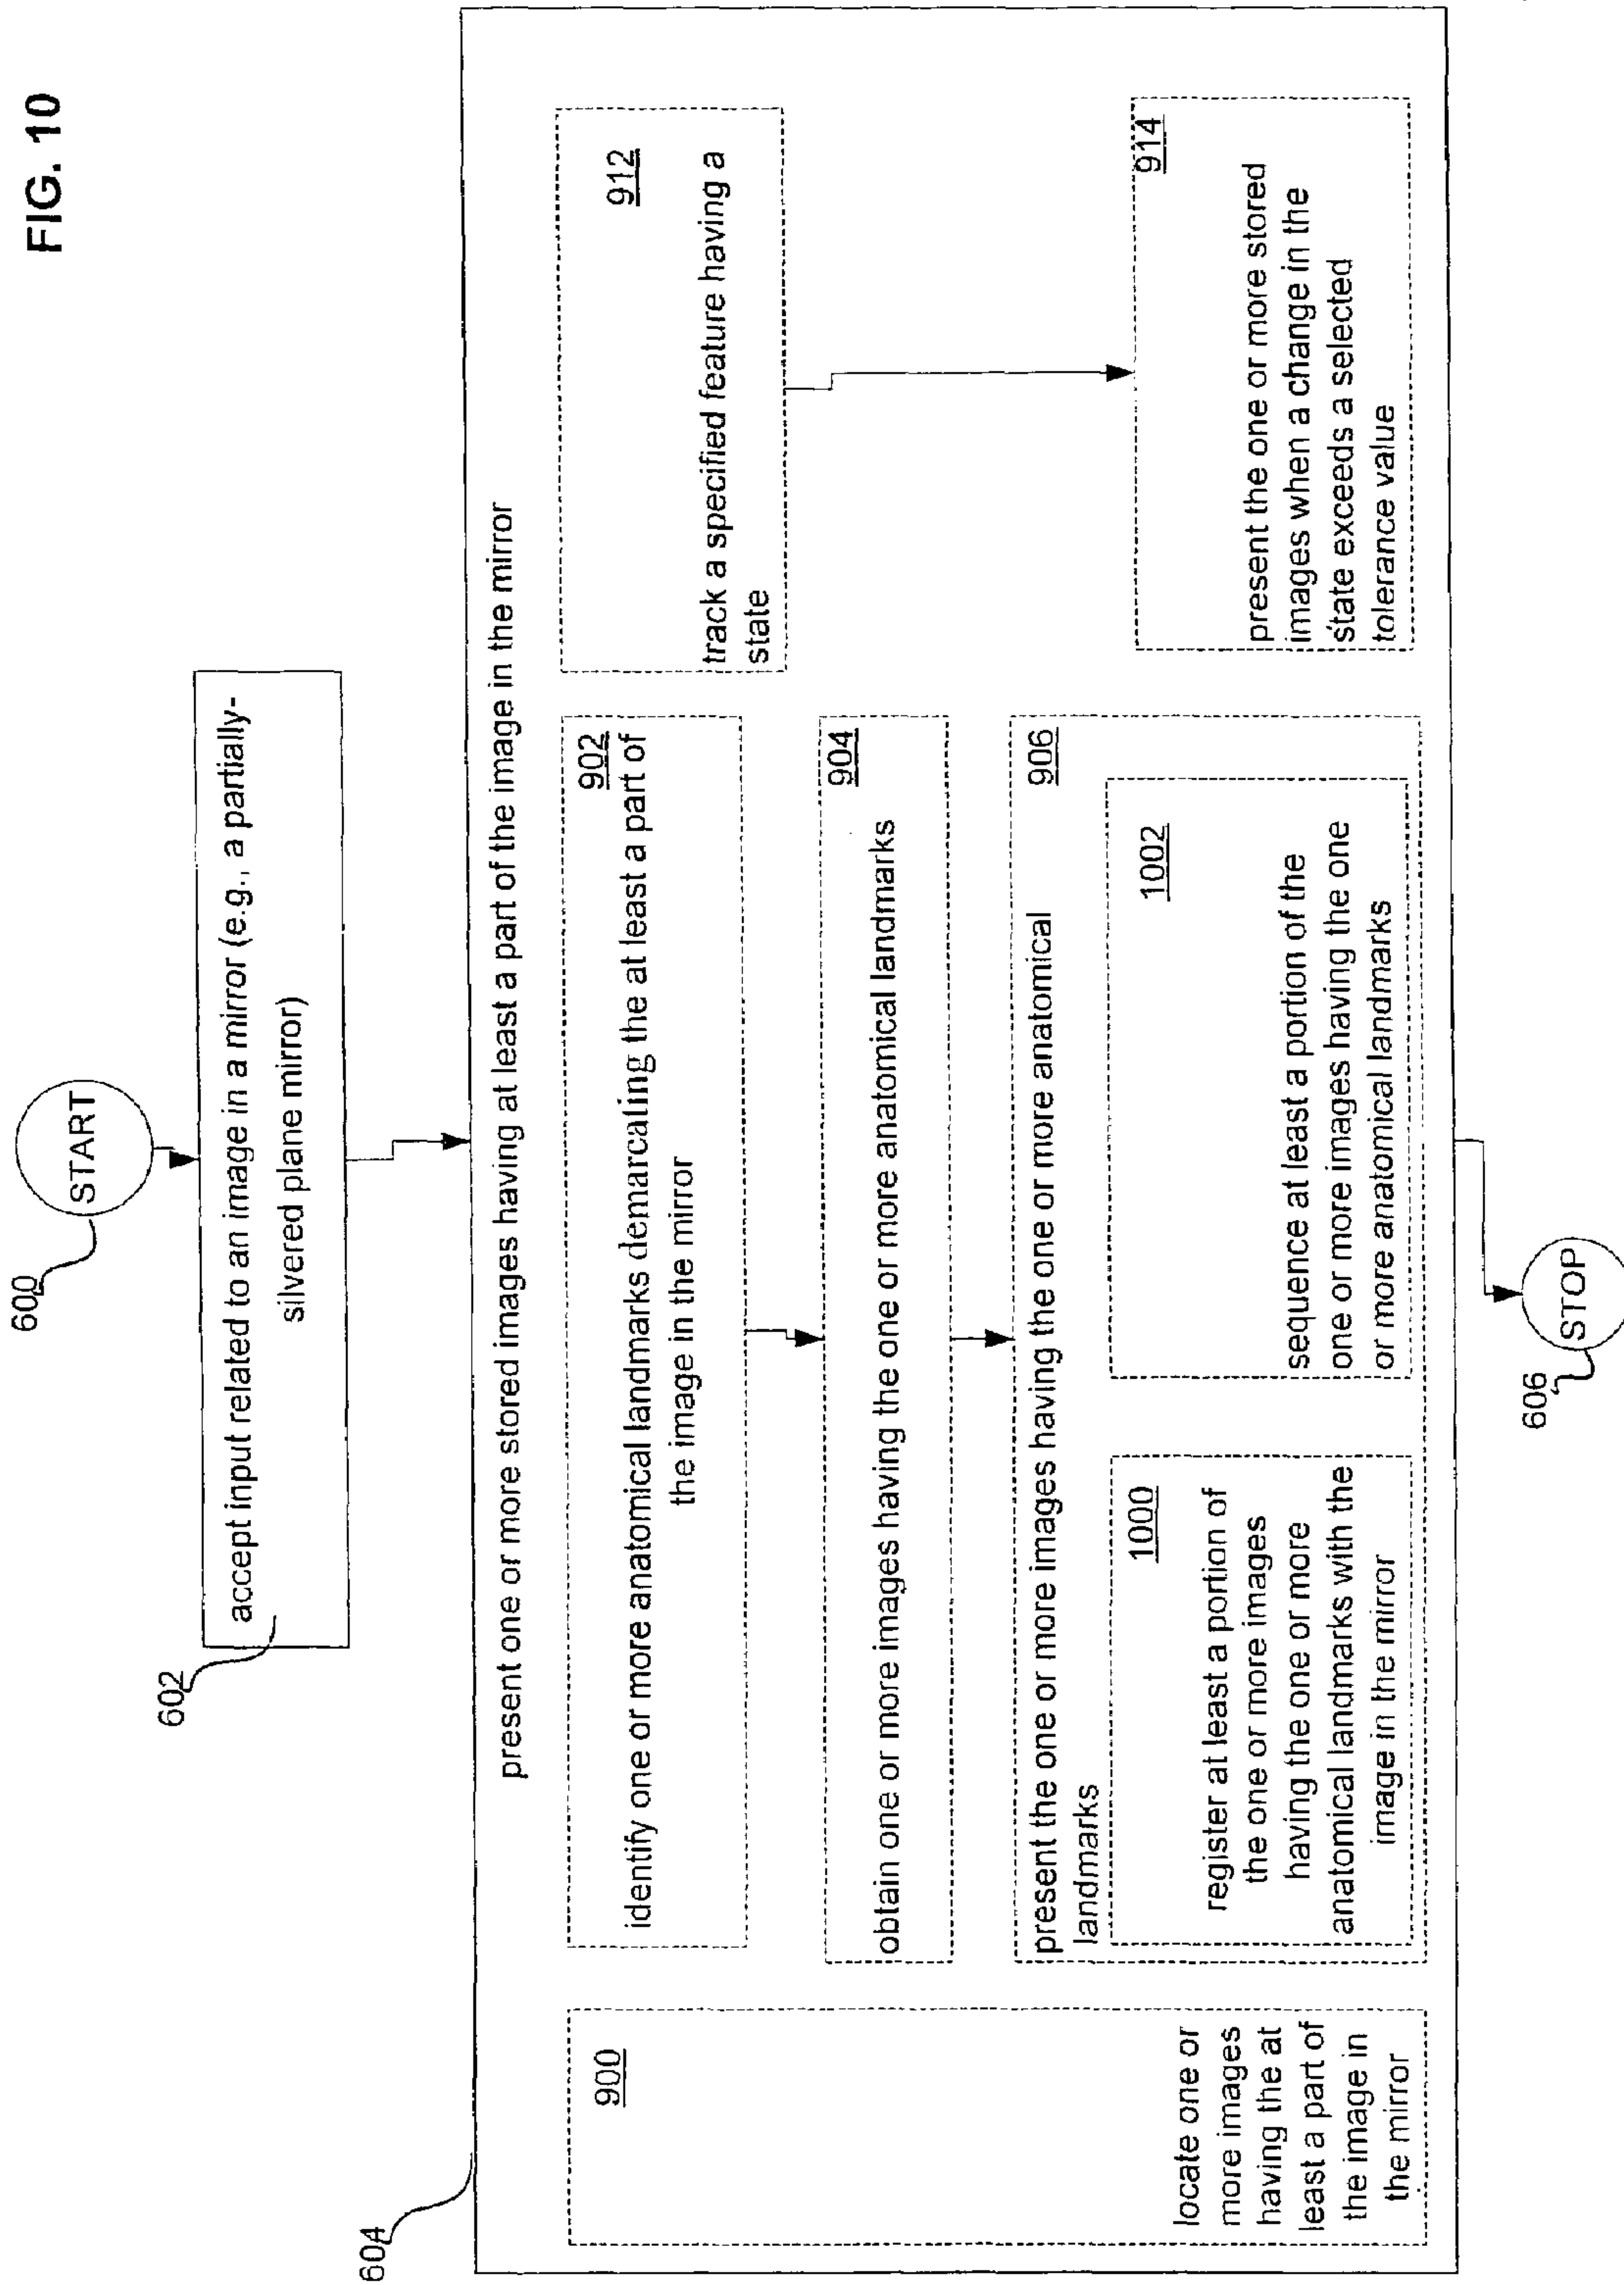 FIG. 10
600
START
602
accept input related to an image in a mirror (e.g., a partially-
silvered plane mirror)
604
present one or more stored images having at least a part of the image in the mirror
900
locate one or
more images
having the at
least a part of
the image in
the mirror
902
identify one or more anatomical landmarks demarcating the at least a part of
the image in the mirror
904
obtain one or more images having the one or more anatomical landmarks
906
present the one or more images having the one or more anatomical
landmarks
1000
register at least a portion of
the one or more images
having the one or more
anatomical landmarks with the
image in the mirror
1002
sequence at least a portion of the
one or more images having the one
or more anatomical landmarks
912
track a specified feature having a
state
914
present the one or more stored
images when a change in the
state exceeds a selected
tolerance value
606
STOP